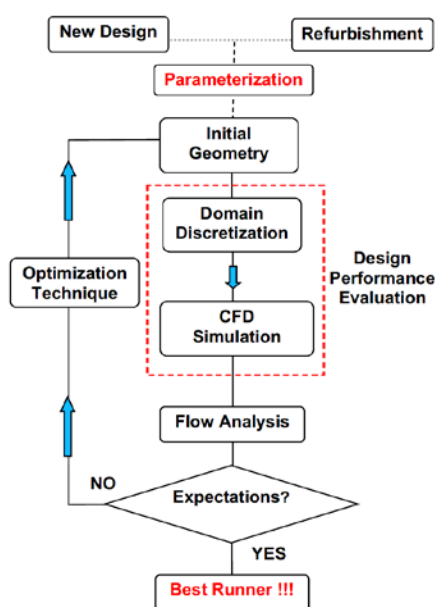 New Design
Refurbishment
Parameterization
Initial
Geometry
Domain
Discretization
Design
Performance
Evaluation
Optimization
Technique
CFD
Simulation
Flow Analysis
NO
Expectations?
YES
Best Runner !!!